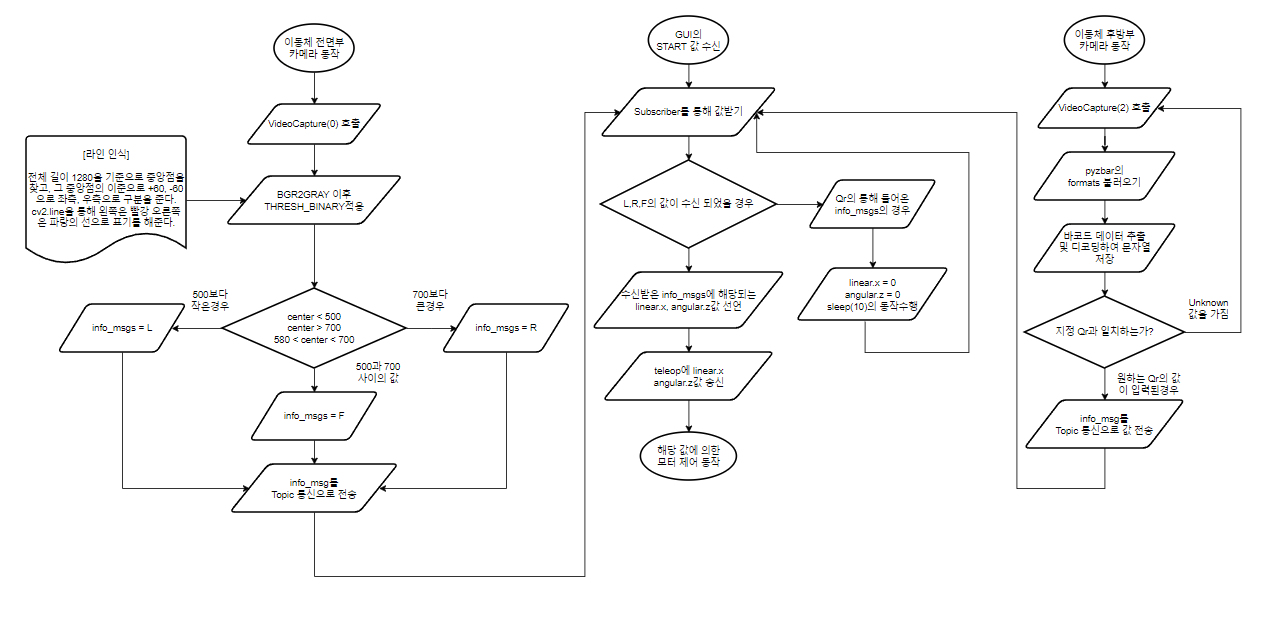 이동체 전면부
카메라 동작
VideoCapture(0) 호출
[라인 인식]
전체 길이 1280을 기준으로 중앙점을
찾고, 그 중앙점의 이준으로 +60, -60
으로 좌측, 우측으로 구분을 준다.
cv2.line을 통해 왼쪽은 빨강 오른쪽
은 파랑의 선으로 표기를 해준다.
BGR2GRAY 이후
THRESH_BINARY적용
500보다
작은경우
700보다
큰경우
center < 500
center > 700
580 < center < 700
info_msgs = L
info_msgs = R
500과 700
사이의 값
info_msgs = F
info_msg를
Topic 통신으로 전송
GUI의
START 값 수신
Subscriber를 통해 값받기
L,R,F의 값이 수신 되었을 경우
Qr의 통해 들어온
info_msgs의 경우
linear.x = 0
angular.z = 0
sleep(10)의 동작수행
수신받은 info_msgs에 해당되는
linear.x, angular.z값 선언
teleop에 linear.x
angular.z값 송신
해당 값에 의한
모터 제어 동작
이동체 후방부
카메라 동작
VideoCapture(2) 호출
pyzbar의
formats 불러오기
바코드 데이터 추출
및 디코딩하여 문자열
저장
지정 Qr과 일치하는가?
Unknown
값을 가짐
원하는 Qr의 값
이 입력된경우
info_msg를
Topic 통신으로 값 전송